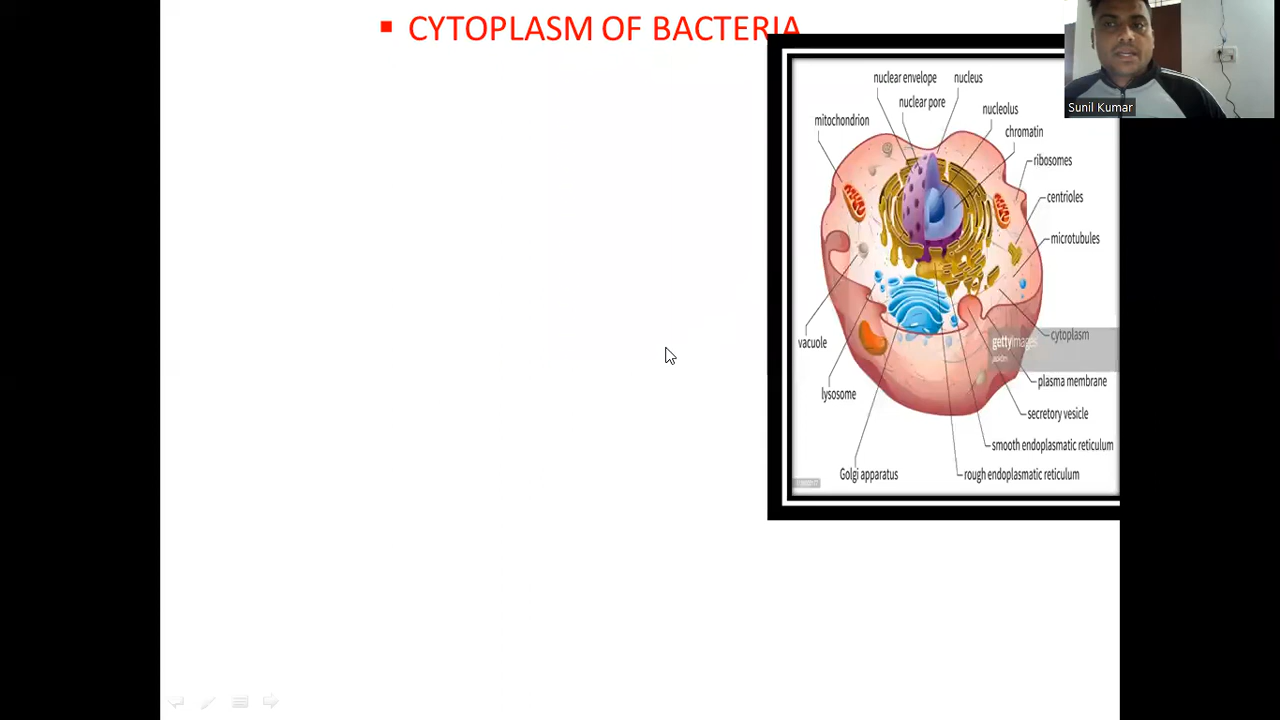 ▪ CYTOPLASM OF BACTERIA
Sunil Kumar
nuclear envelope
nucleus
nuclear pore
nucleolus
mitochondrion
chromatin
ribosomes
centrioles
microtubules
vacuole
cytoplasm
gettyimages
plasma membrane
lysosome
secretory vesicle
smooth endoplasmatic reticulum
Golgi apparatus
rough endoplasmatic reticulum